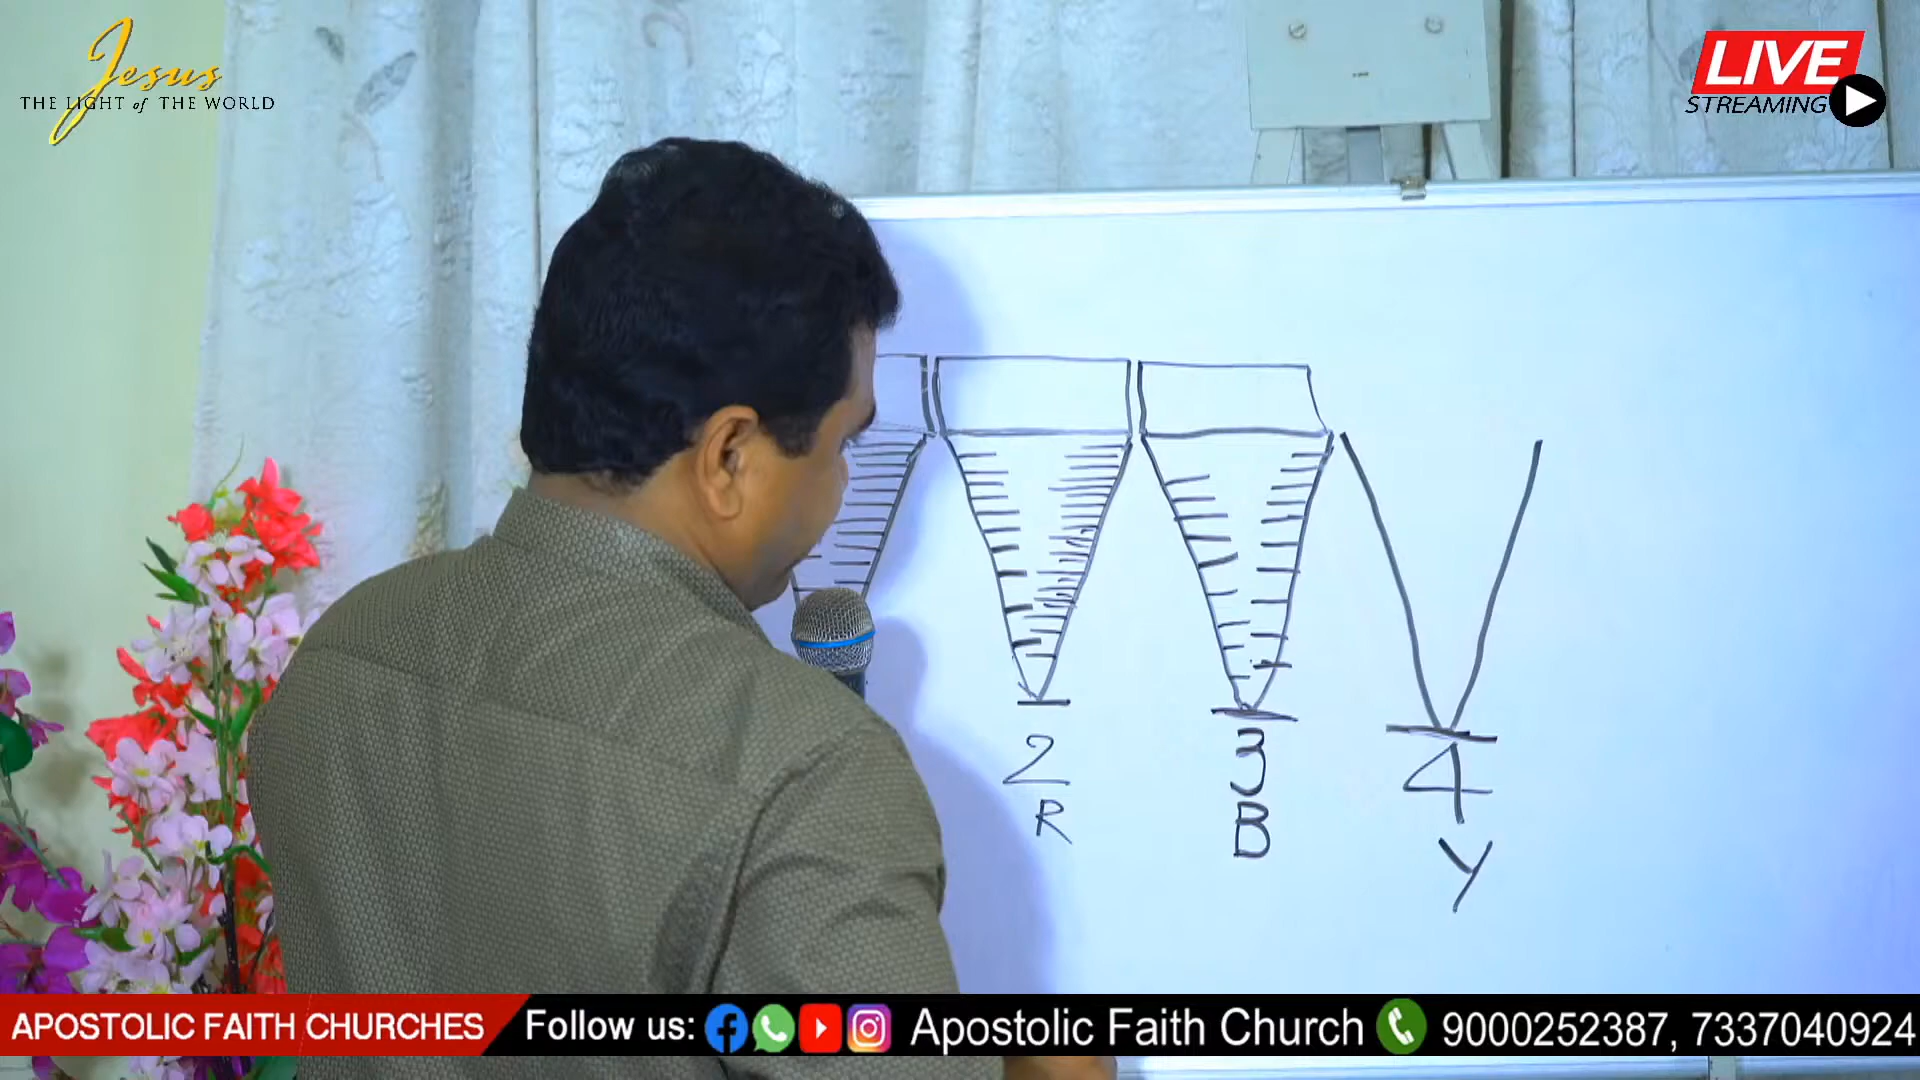 Jesus
THE LIGHT of THE WORLD
LIVE
STREAMING
2
R
3
B
4
Y
APOSTOLIC FAITH CHURCHES
Follow us: Apostolic Faith Church 9000252387, 7337040924